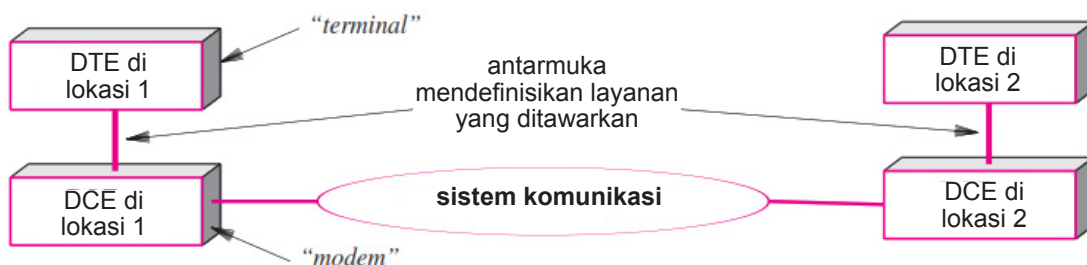 “terminal”
DTE di
lokasi 1
antarmuka
mendefinisikan layanan
yang ditawarkan
DTE di
lokasi 2
DCE di
lokasi 1
sistem komunikasi
DCE di
lokasi 2
“modem”